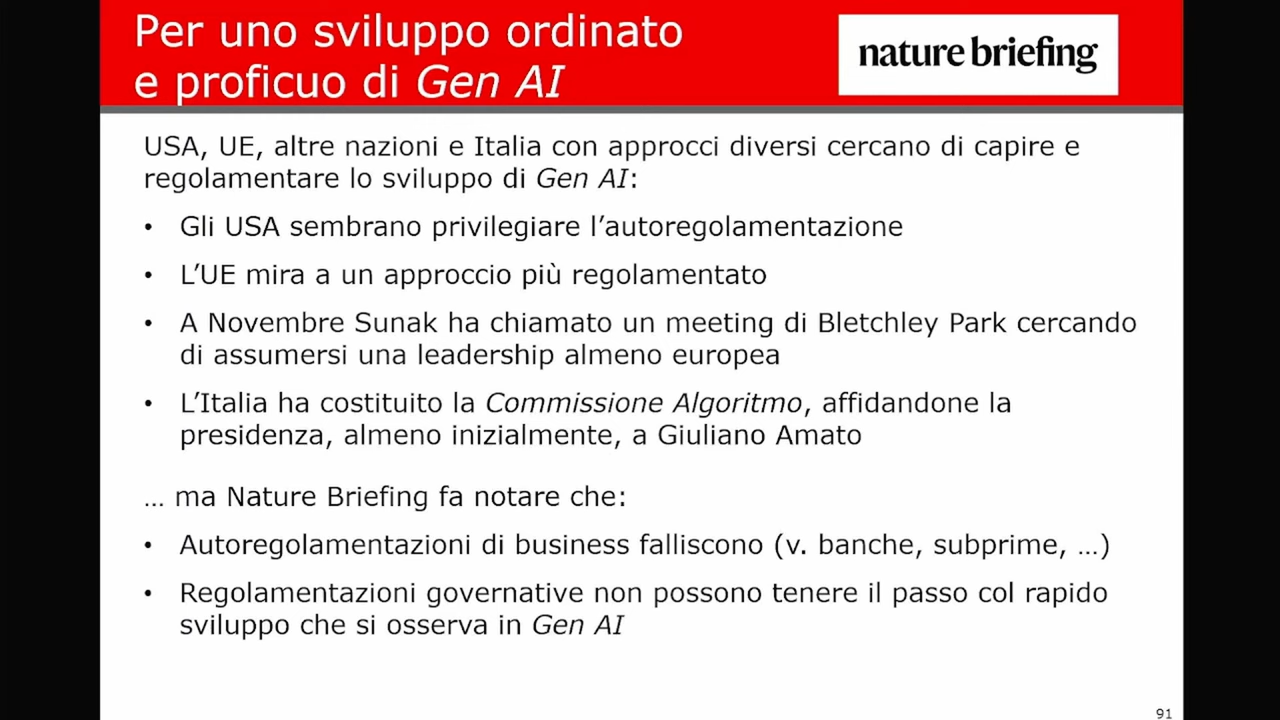 Per uno sviluppo ordinato
e proficuo di Gen AI
nature briefing
USA, UE, altre nazioni e Italia con approcci diversi cercano di capire e
regolamentare lo sviluppo di Gen AI:
• Gli USA sembrano privilegiare l’autoregolamentazione
• L’UE mira a un approccio più regolamentato
• A Novembre Sunak ha chiamato un meeting di Bletchley Park cercando
di assumersi una leadership almeno europea
• L’Italia ha costituito la Commissione Algoritmo, affidandone la
presidenza, almeno inizialmente, a Giuliano Amato
… ma Nature Briefing fa notare che:
• Autoregolamentazioni di business falliscono (v. banche, subprime, …)
• Regolamentazioni governative non possono tenere il passo col rapido
sviluppo che si osserva in Gen AI
91